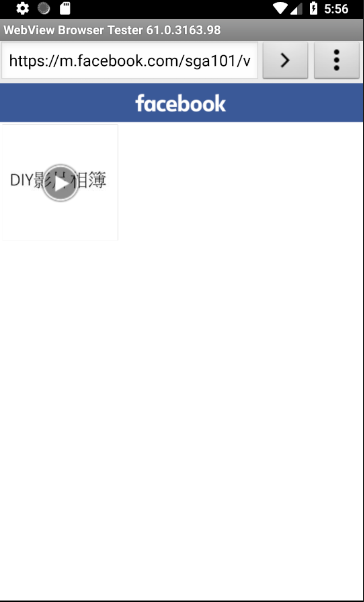 5:56
WebView Browser Tester 61.0.3163.98
https://m.facebook.com/sga101/v
facebook
DIY影片相簿